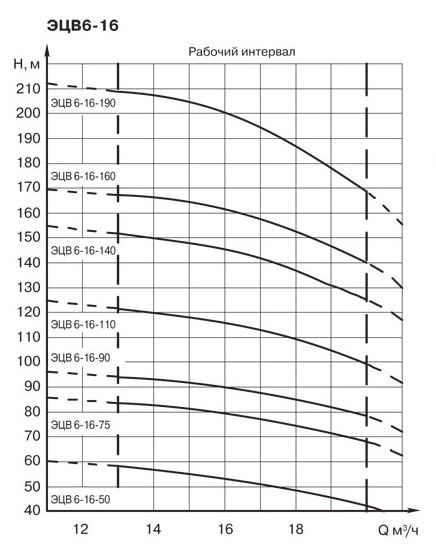 ЭЦВ6-16
Рабочий интервал
Н, м
210
ЭЦВ 6-16-190
200
190
180
170
ЭЦВ 6-16-160
160
150
ЭЦВ 6-16-140
140
130
120
ЭЦВ 6-16-110
110
100
ЭЦВ 6-16-90
90
80
ЭЦВ 6-16-75
70
60
50
ЭЦВ 6-16-50
40
12 14 16 18 Q м³/ч